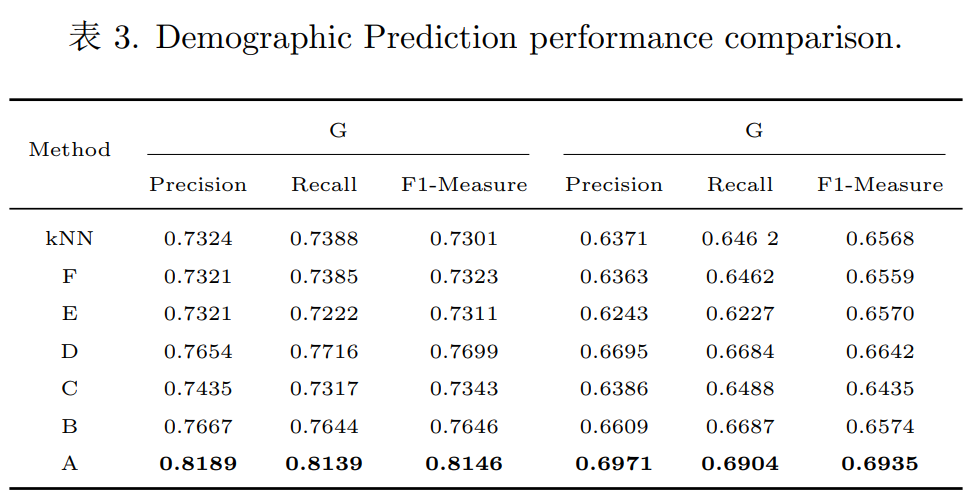 表 3. Demographic Prediction performance comparison.
Method G G
Precision Recall F1-Measure Precision Recall F1-Measure
kNN 0.7324 0.7388 0.7301 0.6371 0.646 2 0.6568
F 0.7321 0.7385 0.7323 0.6363 0.6462 0.6559
E 0.7321 0.7222 0.7311 0.6243 0.6227 0.6570
D 0.7654 0.7716 0.7699 0.6695 0.6684 0.6642
C 0.7435 0.7317 0.7343 0.6386 0.6488 0.6435
B 0.7667 0.7644 0.7646 0.6609 0.6687 0.6574
A 0.8189 0.8139 0.8146 0.6971 0.6904 0.6935